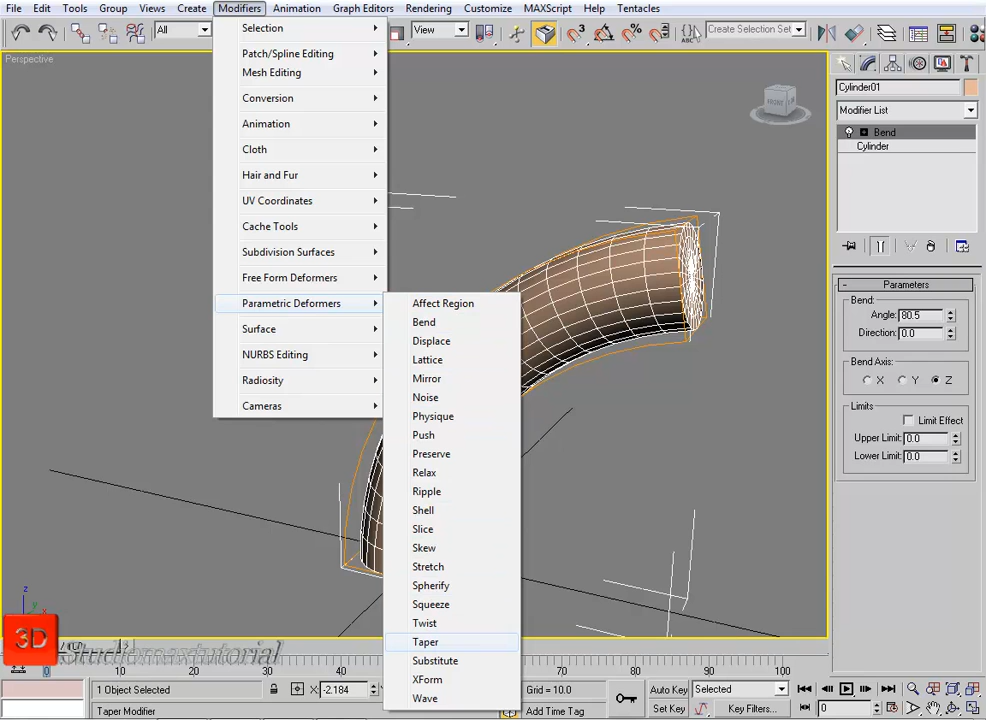 File Edit Tools Group Views Create Modifiers Animation Graph Editors Rendering Customize MAXScript Help Tentacles
All View ABC Create Selection Set
Perspective
FRONT
Selection
Patch/Spline Editing
Mesh Editing
Conversion
Animation
Cloth
Hair and Fur
UV Coordinates
Cache Tools
Subdivision Surfaces
Free Form Deformers
Parametric Deformers
Surface
NURBS Editing
Radiosity
Cameras
Affect Region
Bend
Displace
Lattice
Mirror
Noise
Physique
Push
Preserve
Relax
Ripple
Shell
Slice
Skew
Stretch
Spherify
Squeeze
Twist
Taper
Substitute
XForm
Wave
Cylinder01
Modifier List
Bend
Cylinder
Parameters
Bend:
Angle: 80.5
Direction: 0.0
Bend Axis:
X Y Z
Limits
Limit Effect
Upper Limit: 0.0
Lower Limit: 0.0
z
y
x
3D Studiomaxtutorial
0 10 40 70 80 90 100
1 Object Selected X: -2.184 Grid = 10.0 Auto Key Selected
Taper Modifier Add Time Tag Set Key Key Filters... 0